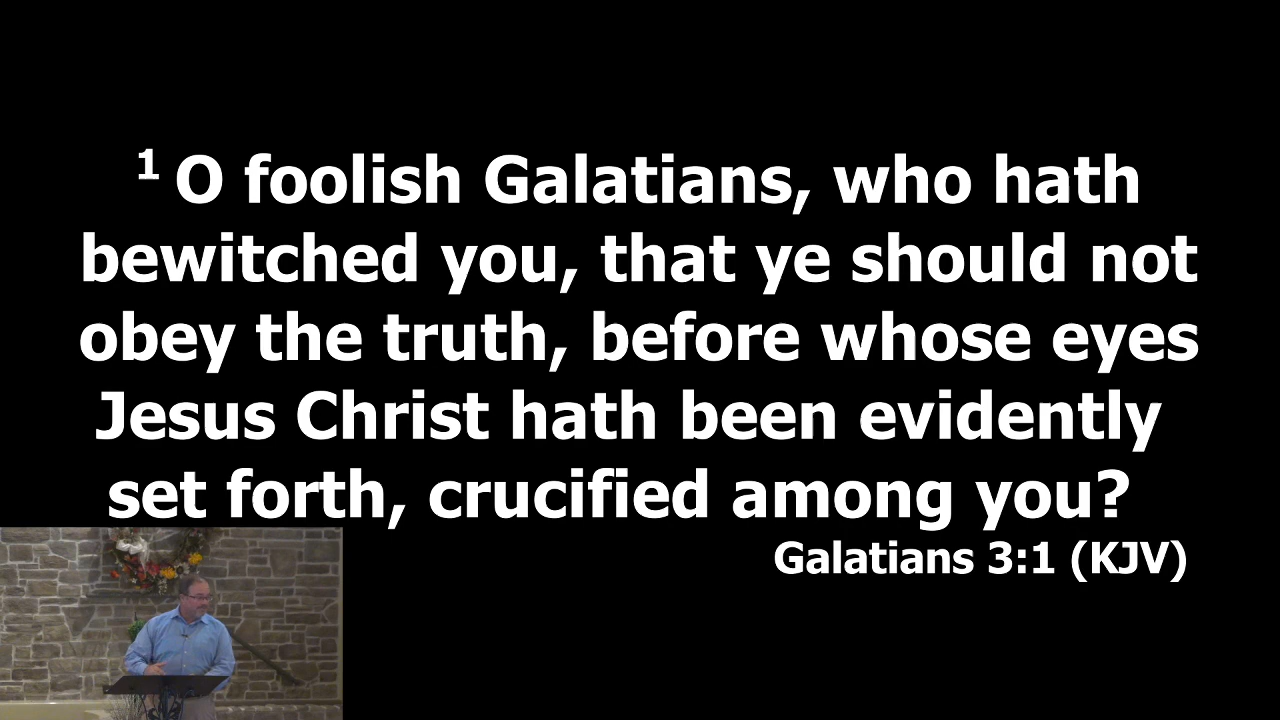 1 O foolish Galatians, who hath
bewitched you, that ye should not
obey the truth, before whose eyes
Jesus Christ hath been evidently
set forth, crucified among you?
Galatians 3:1 (KJV)